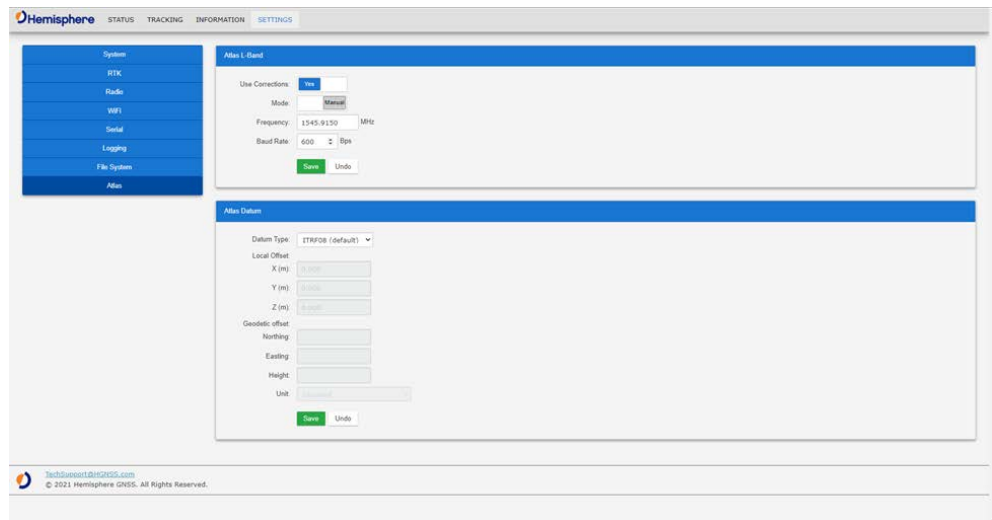 Hemisphere STATUS TRACKING INFORMATION SETTINGS
System
RTK
Radio
WiFi
Serial
Logging
File System
Atlas
Atlas L-Band
Use Corrections: Yes
Mode: Manual
Frequency: 1545.9150 MHz
Baud Rate: 600 Bps
Save Undo
Atlas Datum
Datum Type: ITRF08 (default)
Local Offset
X (m):
Y (m):
Z (m):
Geodetic offset
Northing:
Easting:
Height:
Unit:
Save Undo
TechSupport@HGNSS.com
© 2021 Hemisphere GNSS. All Rights Reserved.